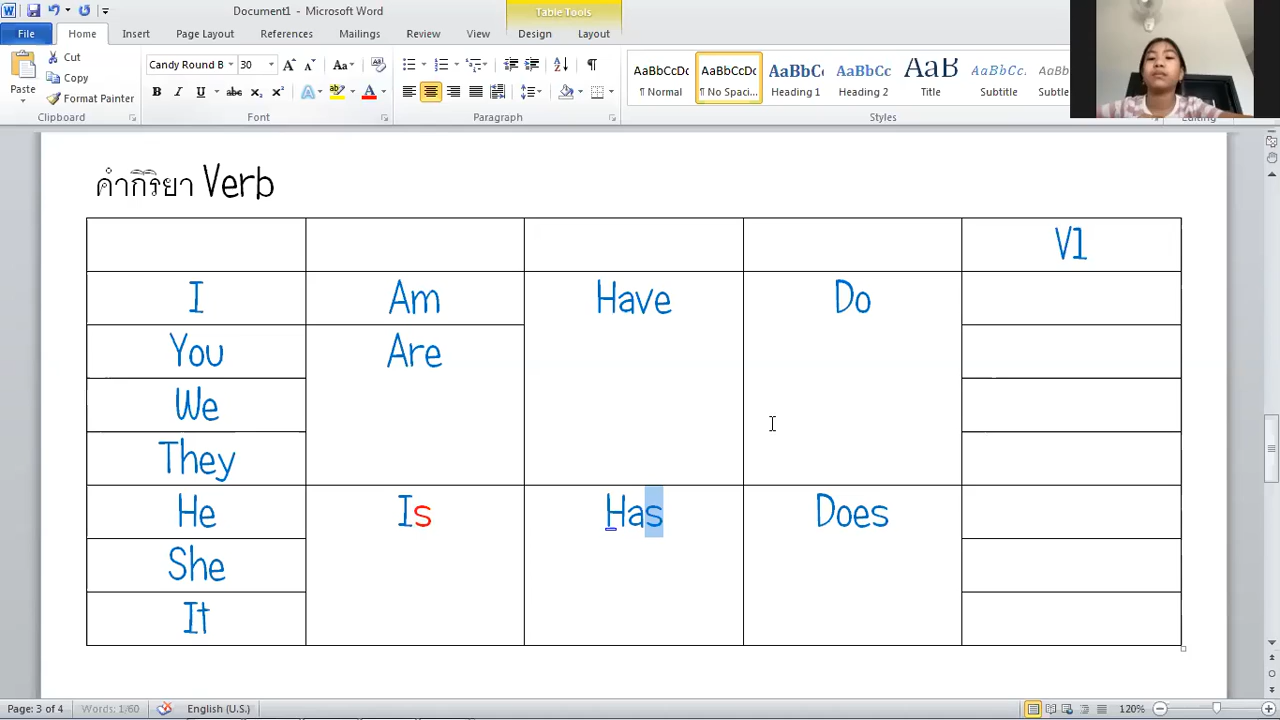 Document1 - Microsoft Word
Table Tools
File Home Insert Page Layout References Mailings Review View Design Layout
Cut
Copy
Format Painter
Paste
Candy Round B 30
Clipboard Font Paragraph Styles
AaBbCcDc AaBbCcDc AaBbC AaBbCc AaB AaBbCc. AaBb
¶ Normal ¶ No Spaci... Heading 1 Heading 2 Title Subtitle Subtle
คำกิริยา Verb
V1
I Am Have Do
You Are
We
They
He Is Has Does
She
It
Page: 3 of 4 Words: 1/60 English (U.S.) 120%